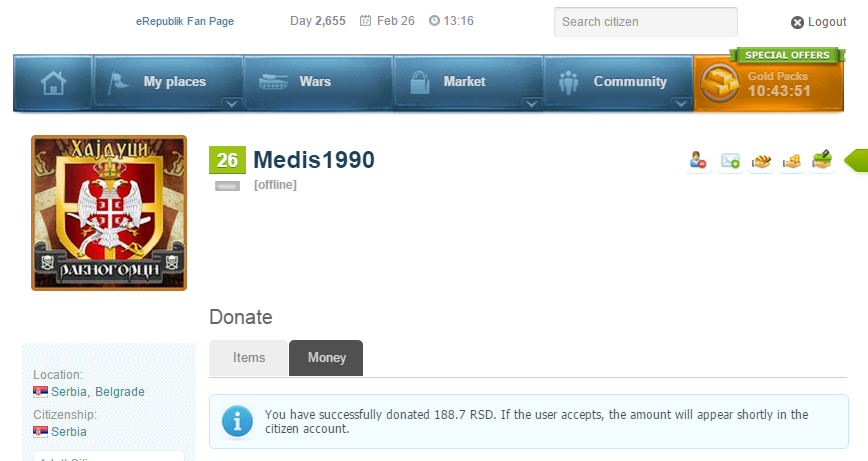 eRepublik Fan Page
Day 2,655 Feb 26 13:16
Search citizen
Logout
SPECIAL OFFERS
My places
Wars
Market
Community
Gold Packs
10:43:51
Хајдуци
РАКНОГОРЦИ
26 Medis1990
[offline]
Donate
Items
Money
Location:
Serbia, Belgrade
Citizenship:
Serbia
You have successfully donated 188.7 RSD. If the user accepts, the amount will appear shortly in the
citizen account.